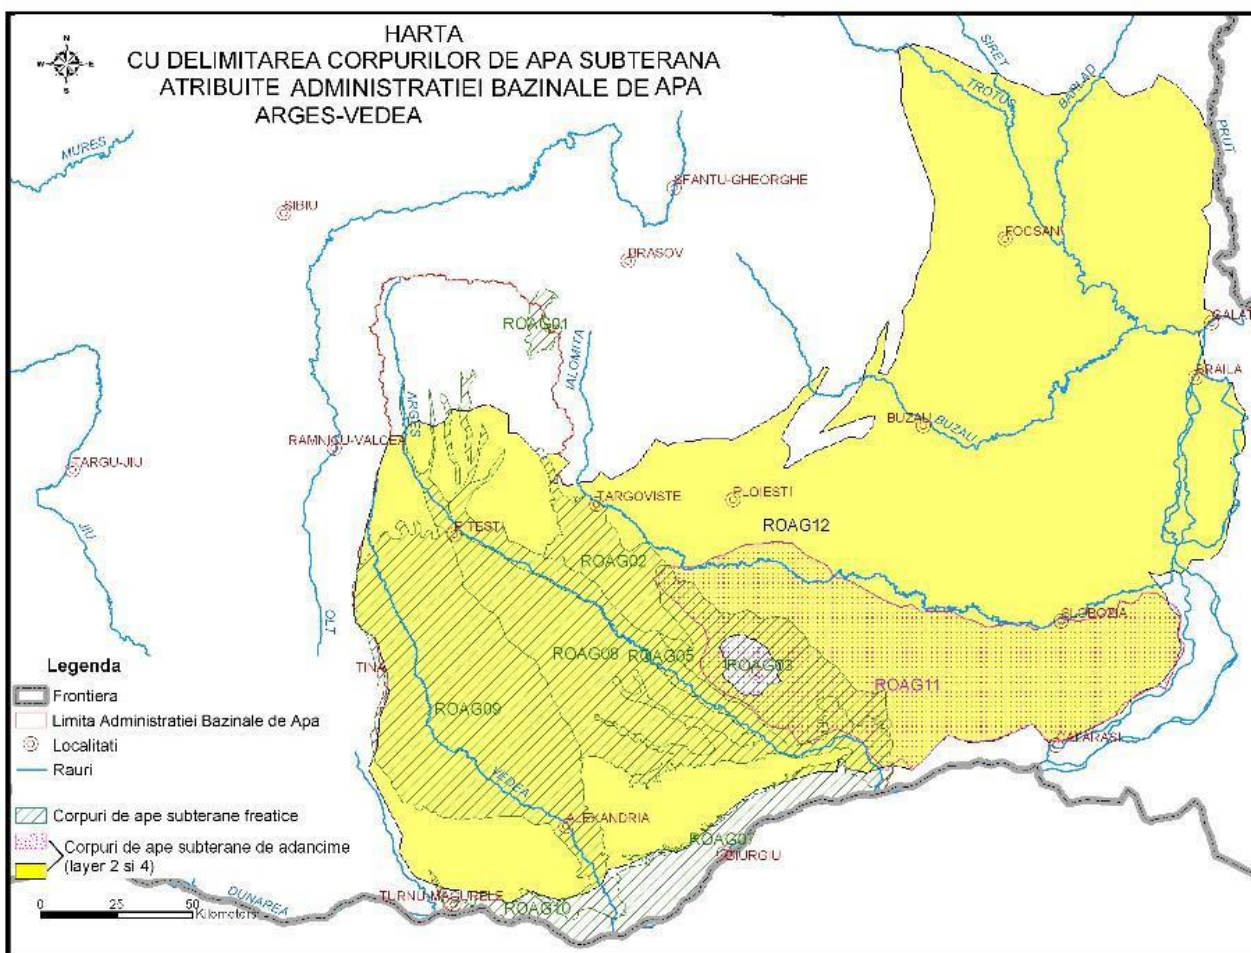 HARTA
CU DELIMITAREA CORPURILOR DE APA SUBTERANA
ATRIBUITE ADMINISTRATIEI BAZINALE DE APA
ARGES-VEDEA
N
W
E
S
SIRET
BARLAD
TROTUS
PRUT
MURES
SFANTU-GHEORGHE
SIBIU
FOCSANI
BRASOV
ROAG01
GALAT
IALOMITA
BRAILA
ARGES
RAMNICU-VALCEA
BUZAU
BUZAU
TARGU-JIU
TARGOVISTE
PLOIESTI
PITESTI
ROAG12
JIU
ROAG02
OLT
SLOBOZIA
ROAG08
ROAG05
ROAG03
ROAG11
Legenda
TINA
Frontiera
ROAG09
Limita Administratiei Bazinale de Apa
Localitati
CALARASI
Rauri
VEDEA
Corpuri de ape subterane freatice
ALEXANDRIA
ROAG07
Corpuri de ape subterane de adancime
(layer 2 si 4)
GIURGIU
DUNAREA
TURNU-MAGURELE
ROAG10
0 25 50
Kilometers